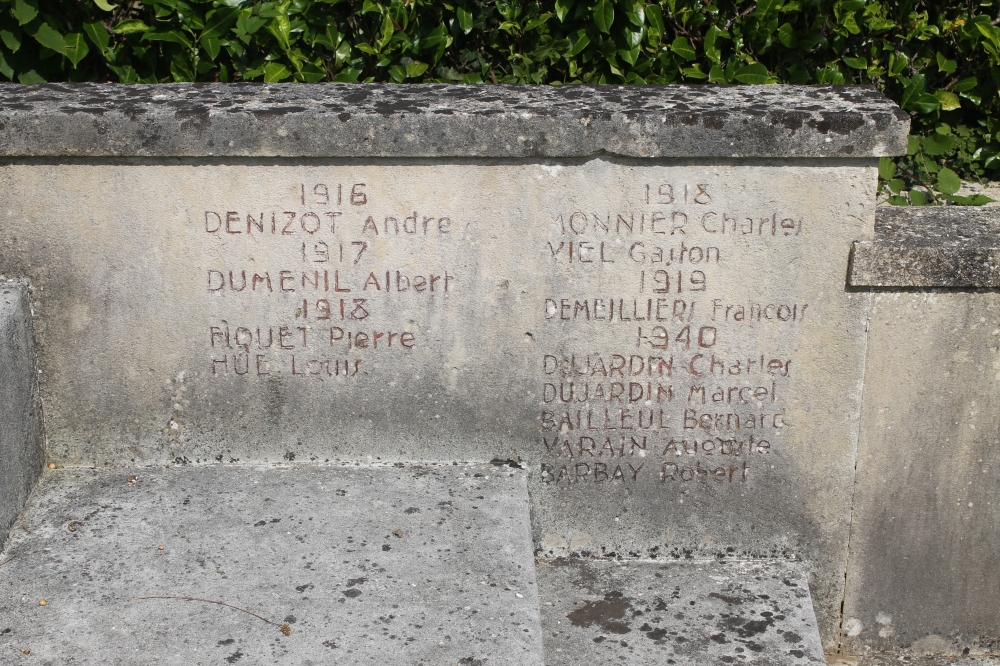 1916
DENIZOT Andre
1917
DUMENIL Albert
1918
FIQUET Pierre
HUE Louis
1918
MONNIER Charles
VIEL Gaston
1919
DEMEILLIERS Francois
1940
DUJARDIN Charles
DUJARDIN Marcel
BAILLEUL Bernard
VARAIN Auguste
BARBAY Robert